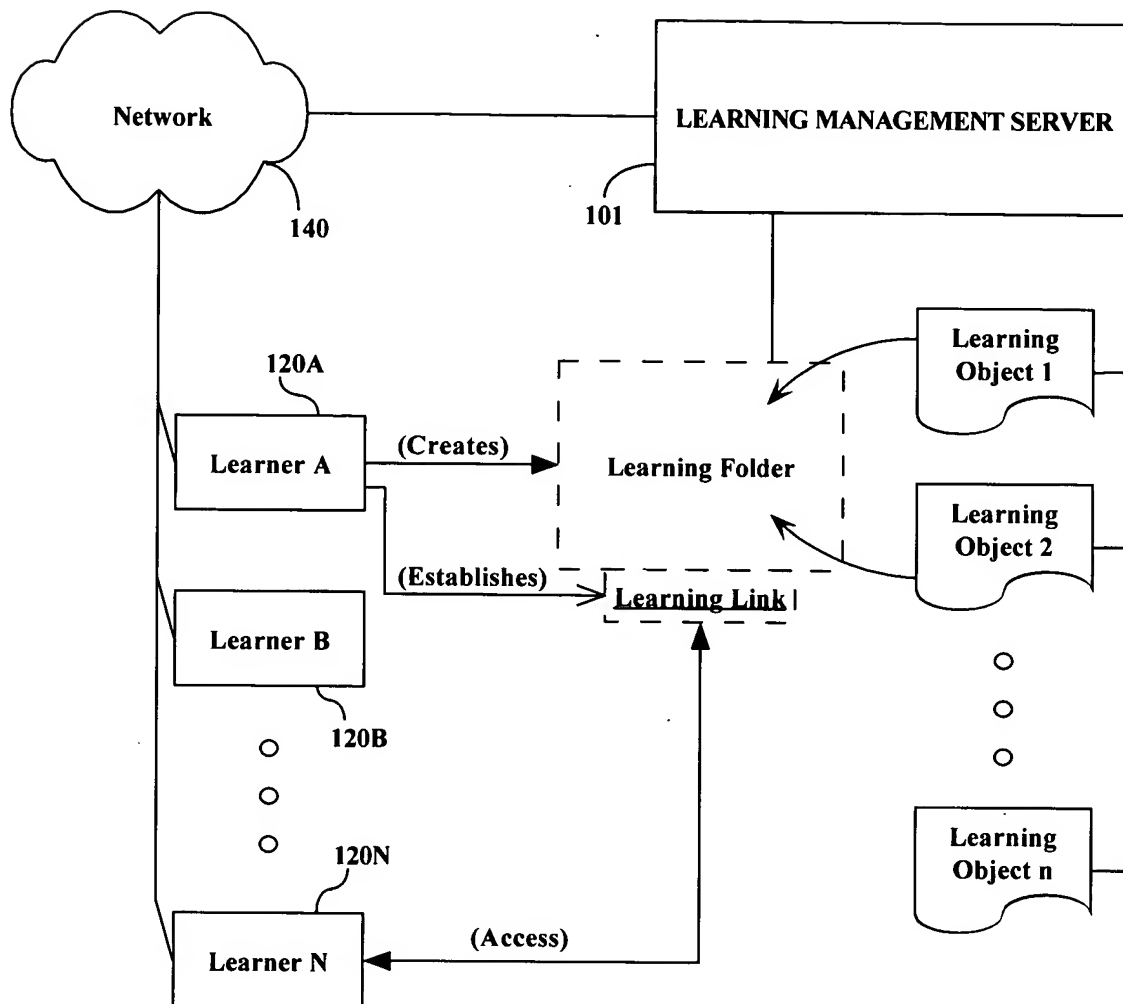 Network
LEARNING MANAGEMENT SERVER
140
101
Learning
Object 1
120A
(Creates)
Learner A
Learning Folder
Learning
Object 2
(Establishes)
Learning Link
Learner B
120B
120N
Learning
Object n
(Access)
Learner N